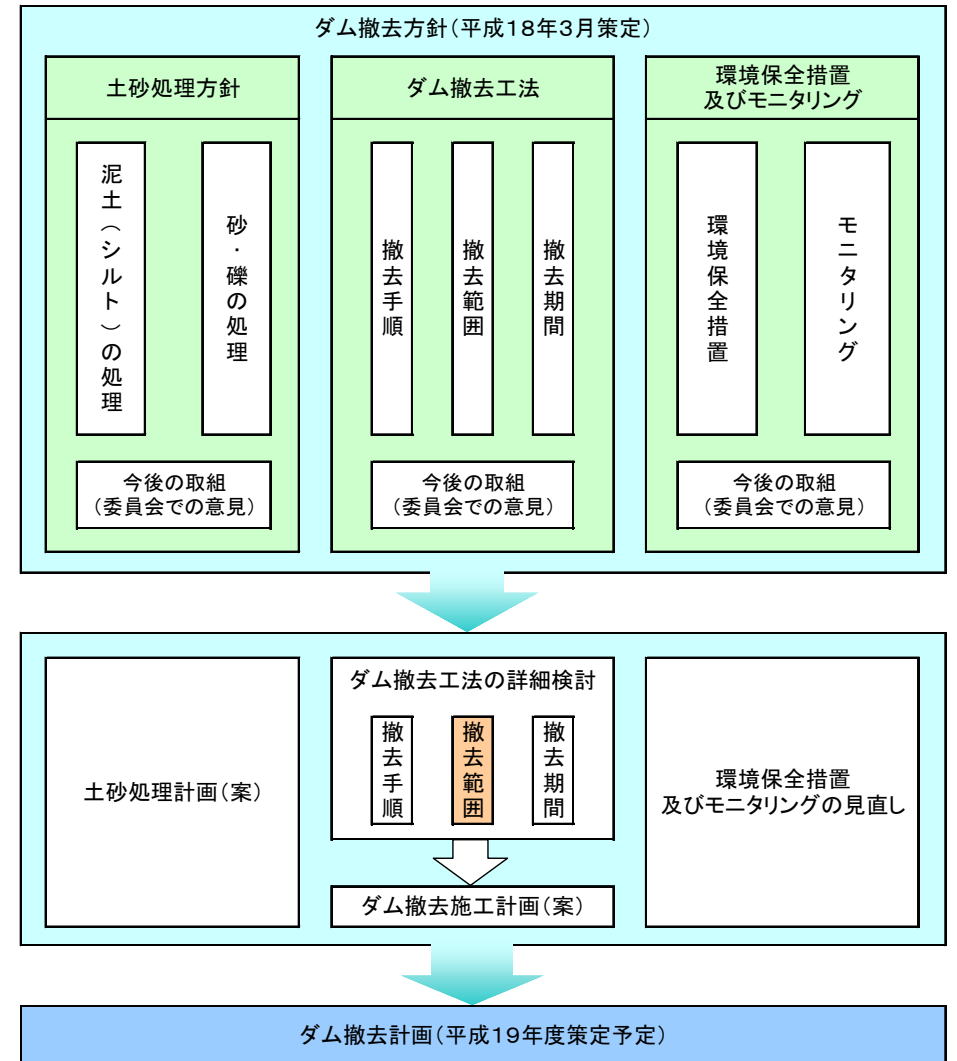 ダム撤去方針(平成18年3月策定)
土砂処理方針
泥土(シルト)の処理
砂・礫の処理
今後の取組
(委員会での意見)
ダム撤去工法
撤去手順
撤去範囲
撤去期間
今後の取組
(委員会での意見)
環境保全措置
及びモニタリング
環境保全措置
モニタリング
今後の取組
(委員会での意見)
土砂処理計画(案)
ダム撤去工法の詳細検討
撤去手順
撤去範囲
撤去期間
ダム撤去施工計画(案)
環境保全措置
及びモニタリングの見直し
ダム撤去計画(平成19年度策定予定)